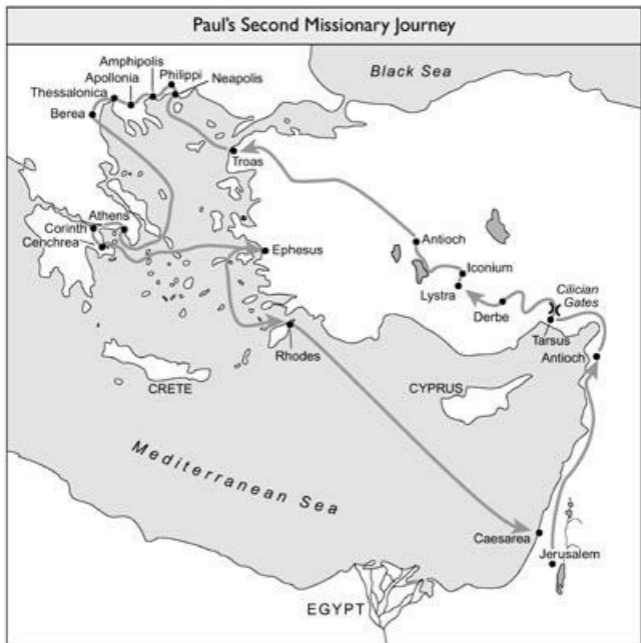 Paul's Second Missionary Journey
Black Sea
Amphipolis
Philippi
Apollonia
Neapolis
Thessalonica
Berea
Troas
Athens
Corinth
Cenchrea
Ephesus
Antioch
Iconium
Lystra
Cilician
Gates
Derbe
Tarsus
Antioch
Rhodes
CRETE
CYPRUS
Mediterranean Sea
Caesarea
Jerusalem
EGYPT